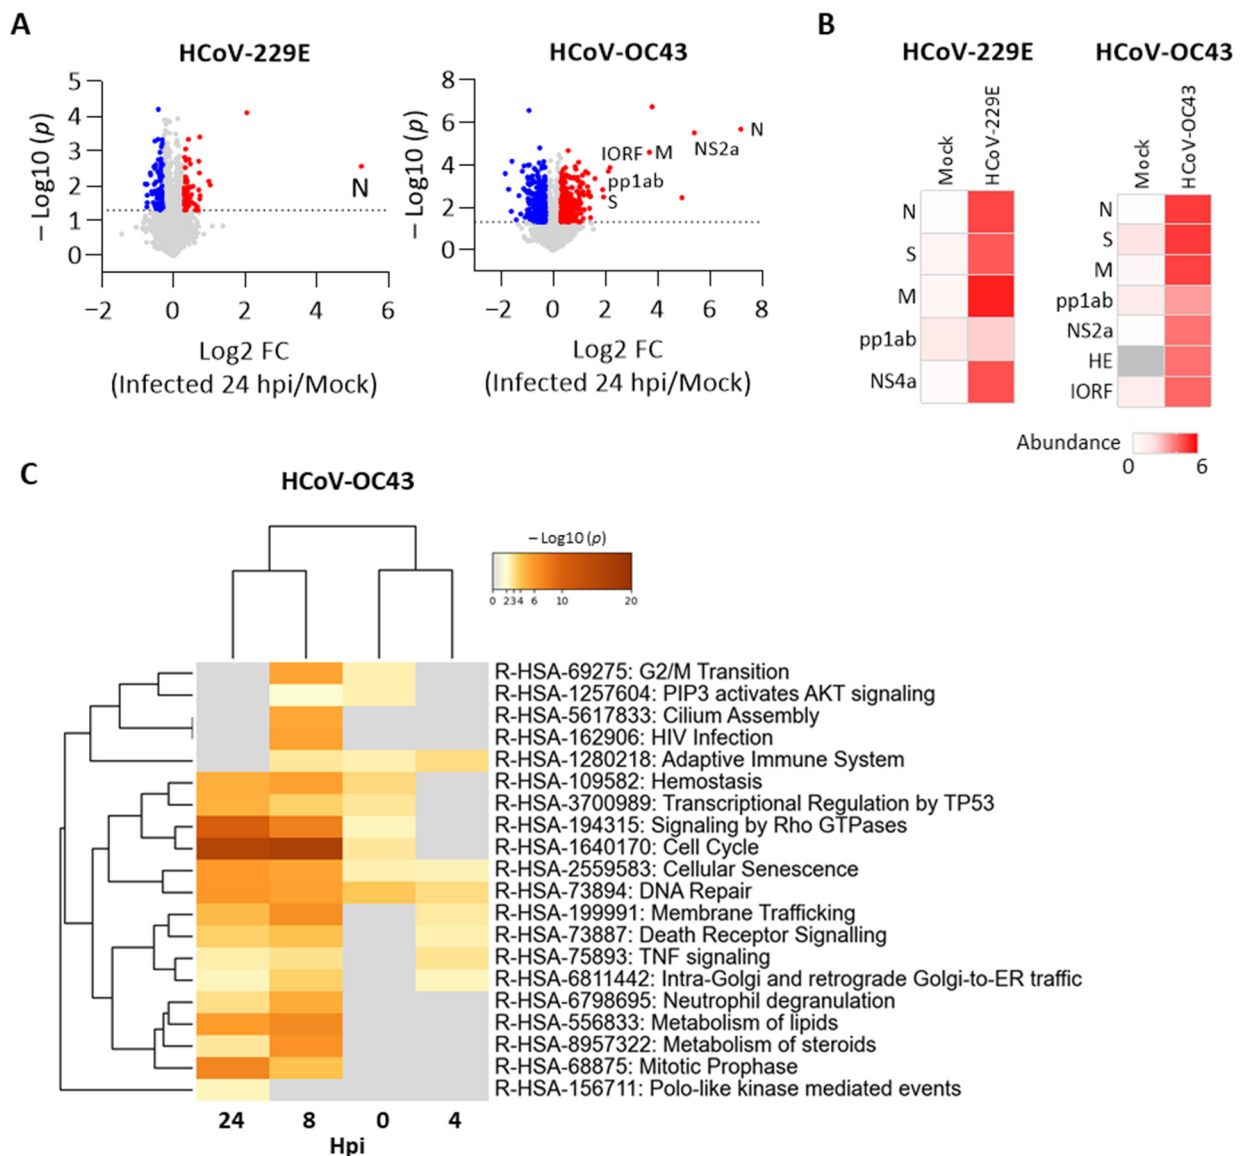 A
HCoV-229E
5
4
3
2
1
0
– Log10 (p)
N
−2 0 2 4 6
Log2 FC
(Infected 24 hpi/Mock)
HCoV-OC43
8
6
4
2
0
– Log10 (p)
N
NS2a
IORF M
pp1ab
S
−2 0 2 4 6 8
Log2 FC
(Infected 24 hpi/Mock)
B
HCoV-229E
Mock
HCoV-229E
N
S
M
pp1ab
NS4a
HCoV-OC43
Mock
HCoV-OC43
N
S
M
pp1ab
NS2a
HE
IORF
Abundance
0 6
C
HCoV-OC43
– Log10 (p)
0 2 3 4 6 10 20
R-HSA-69275: G2/M Transition
R-HSA-1257604: PIP3 activates AKT signaling
R-HSA-5617833: Cilium Assembly
R-HSA-162906: HIV Infection
R-HSA-1280218: Adaptive Immune System
R-HSA-109582: Hemostasis
R-HSA-3700989: Transcriptional Regulation by TP53
R-HSA-194315: Signaling by Rho GTPases
R-HSA-1640170: Cell Cycle
R-HSA-2559583: Cellular Senescence
R-HSA-73894: DNA Repair
R-HSA-199991: Membrane Trafficking
R-HSA-73887: Death Receptor Signalling
R-HSA-75893: TNF signaling
R-HSA-6811442: Intra-Golgi and retrograde Golgi-to-ER traffic
R-HSA-6798695: Neutrophil degranulation
R-HSA-556833: Metabolism of lipids
R-HSA-8957322: Metabolism of steroids
R-HSA-68875: Mitotic Prophase
R-HSA-156711: Polo-like kinase mediated events
24 8 0 4
Hpi